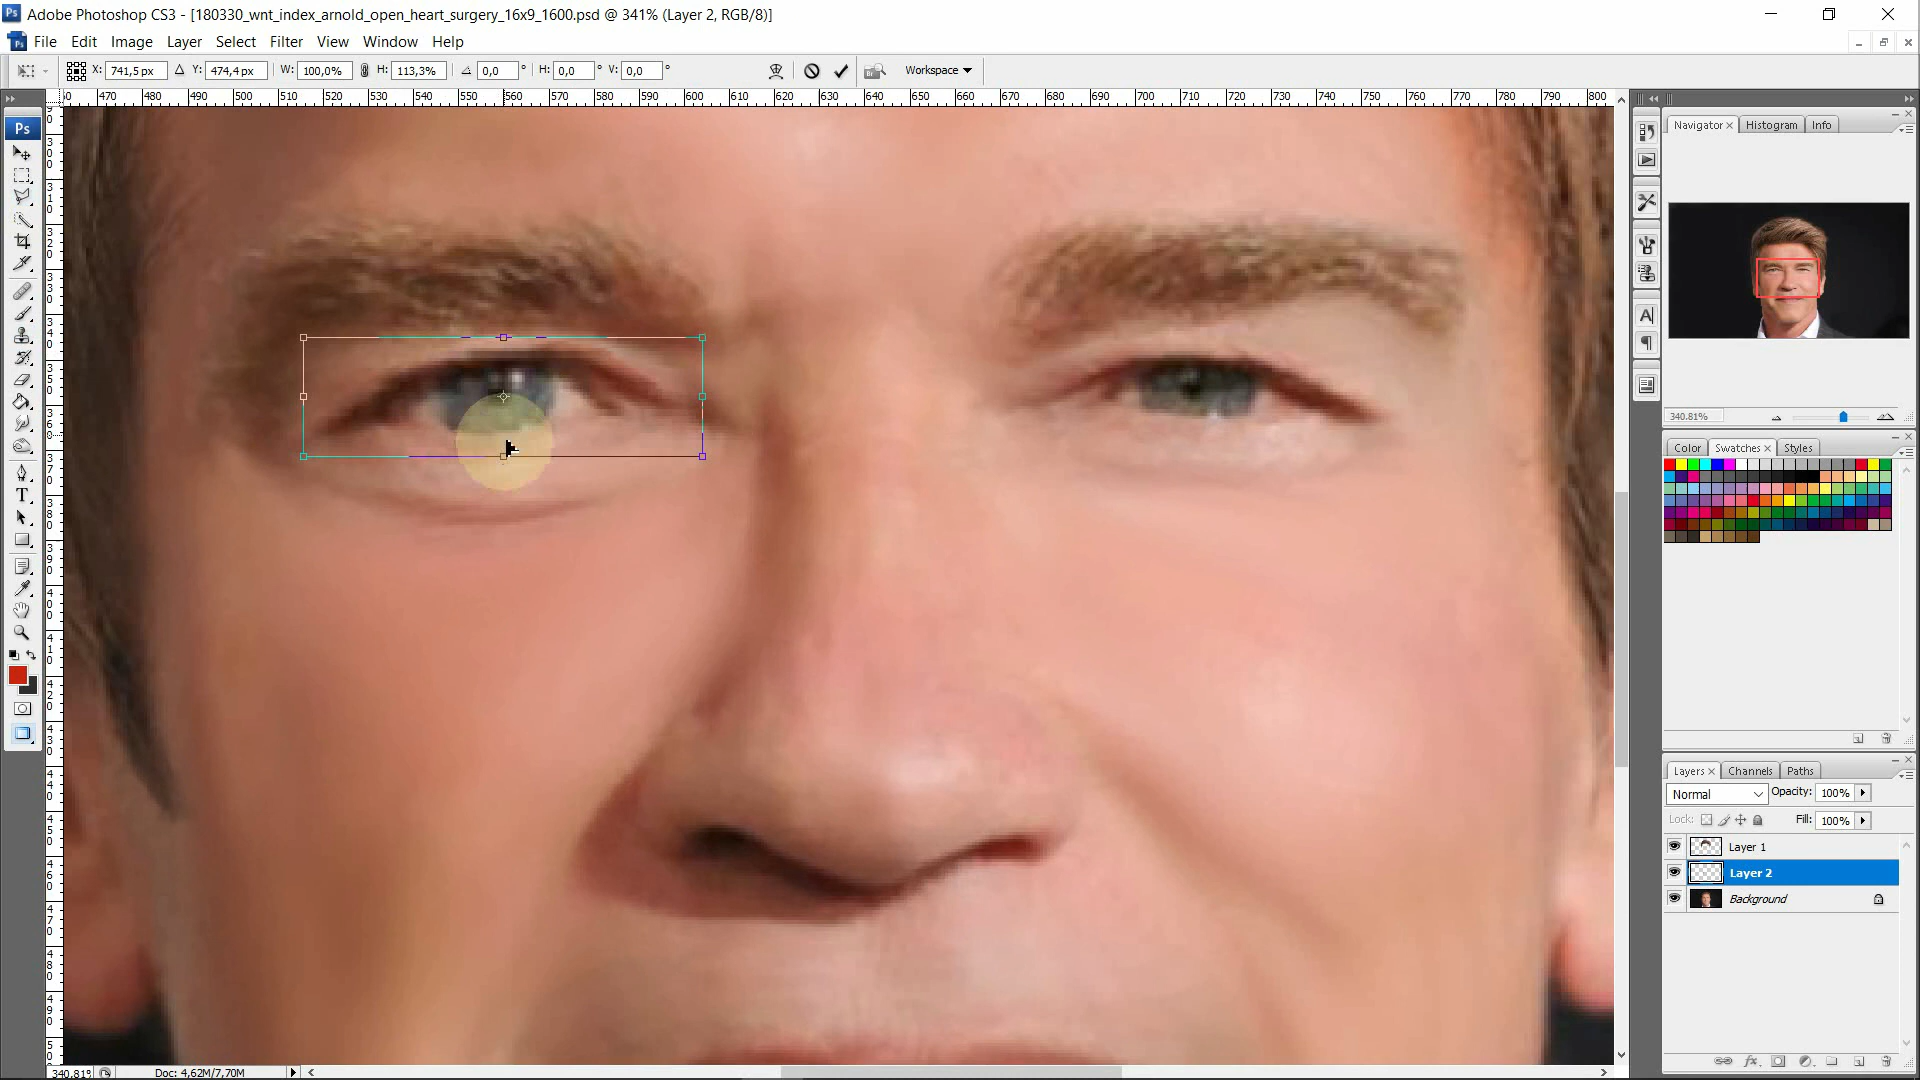 Adobe Photoshop CS3 - [180330_wnt_index_arnold_open_heart_surgery_16x9_1600.psd @ 341% (Layer 2, RGB/8)]
File Edit Image Layer Select Filter View Window Help
X: 741,5 px Y: 474,4 px W: 100,0% H: 113,3% 0,0 ° H: 0,0 ° V: 0,0 ° Workspace
470 480 490 500 510 520 530 540 550 560 570 580 590 600 610 620 630 640 650 660 670 680 690 700 710 720 730 740 750 760 770 780 790 800
Ps
Navigator Histogram Info
340.81%
Color Swatches Styles
Layers Channels Paths
Normal Opacity: 100%
Lock: Fill: 100%
Layer 1
Layer 2
Background
340.81% Doc: 4,62M/7,70M